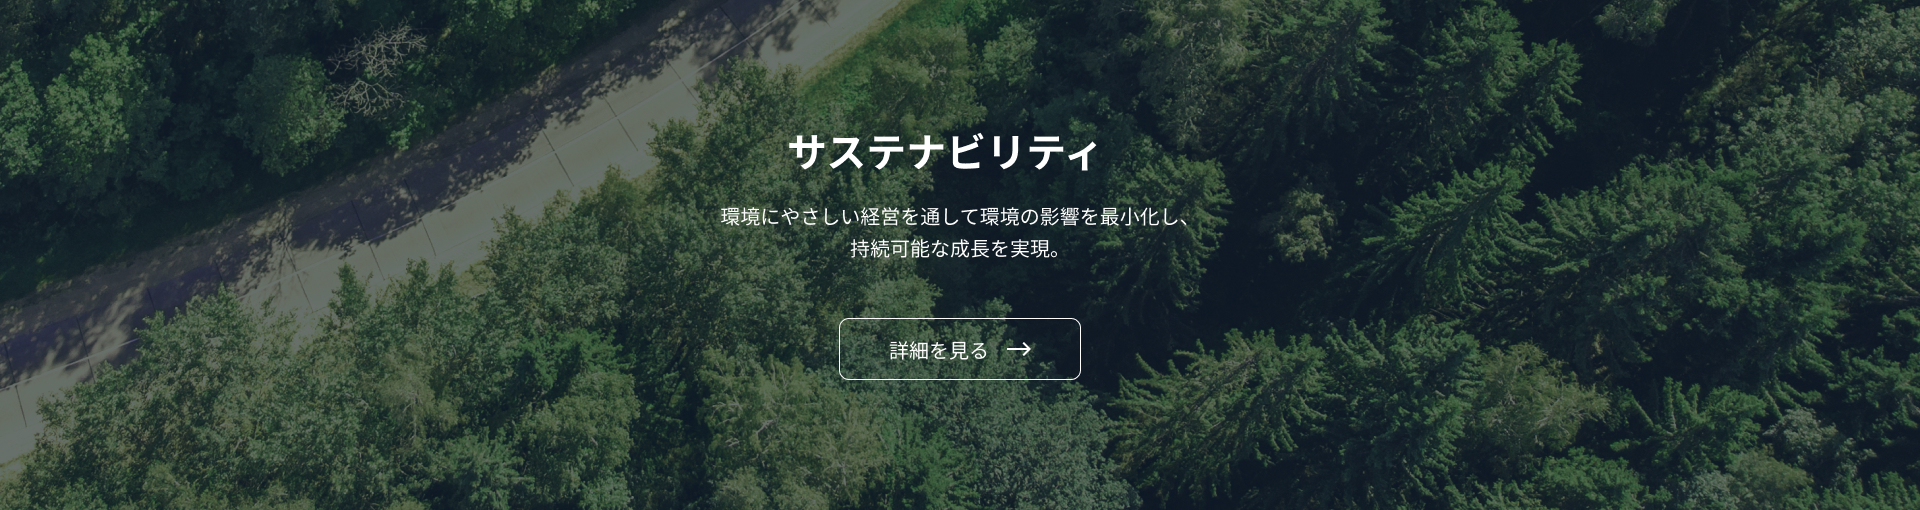 サステナビリティ
環境にやさしい経営を通して環境の影響を最小化し、
持続可能な成長を実現。
詳細を見る →